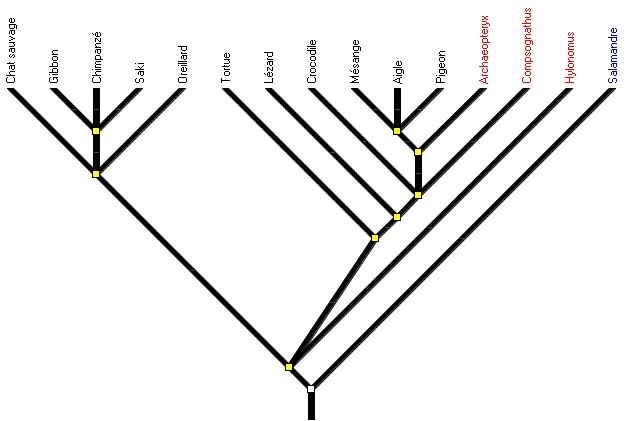 Chat sauvage
Gibbon
Chimpanzé
Saki
Oreillard
Tortue
Lézard
Crocodile
Mésange
Aigle
Pigeon
Archaeopteryx
Compsognathus
Hylonomus
Salamandre